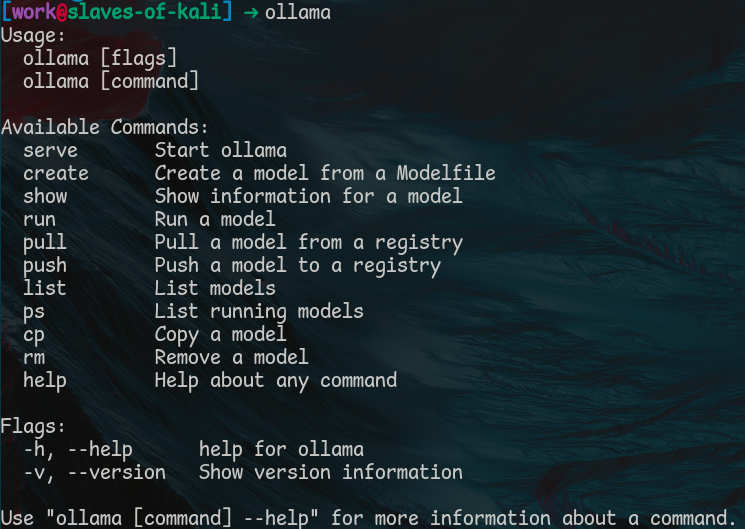 [work@slaves-of-kali] → ollama
Usage:
  ollama [flags]
  ollama [command]

Available Commands:
  serve       Start ollama
  create      Create a model from a Modelfile
  show        Show information for a model
  run         Run a model
  pull        Pull a model from a registry
  push        Push a model to a registry
  list        List models
  ps          List running models
  cp          Copy a model
  rm          Remove a model
  help        Help about any command

Flags:
  -h, --help      help for ollama
  -v, --version   Show version information

Use "ollama [command] --help" for more information about a command.